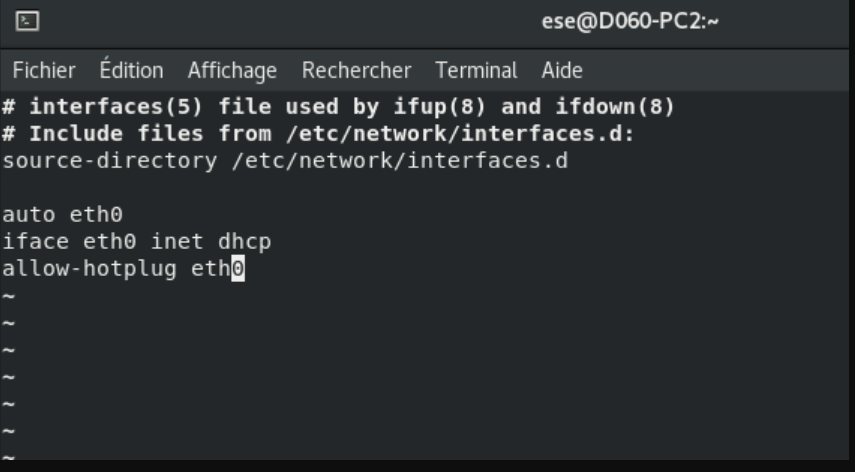 ese@D060-PC2:~
Fichier Édition Affichage Rechercher Terminal Aide
# interfaces(5) file used by ifup(8) and ifdown(8)
# Include files from /etc/network/interfaces.d:
source-directory /etc/network/interfaces.d

auto eth0
iface eth0 inet dhcp
allow-hotplug eth0
~
~
~
~
~
~
~